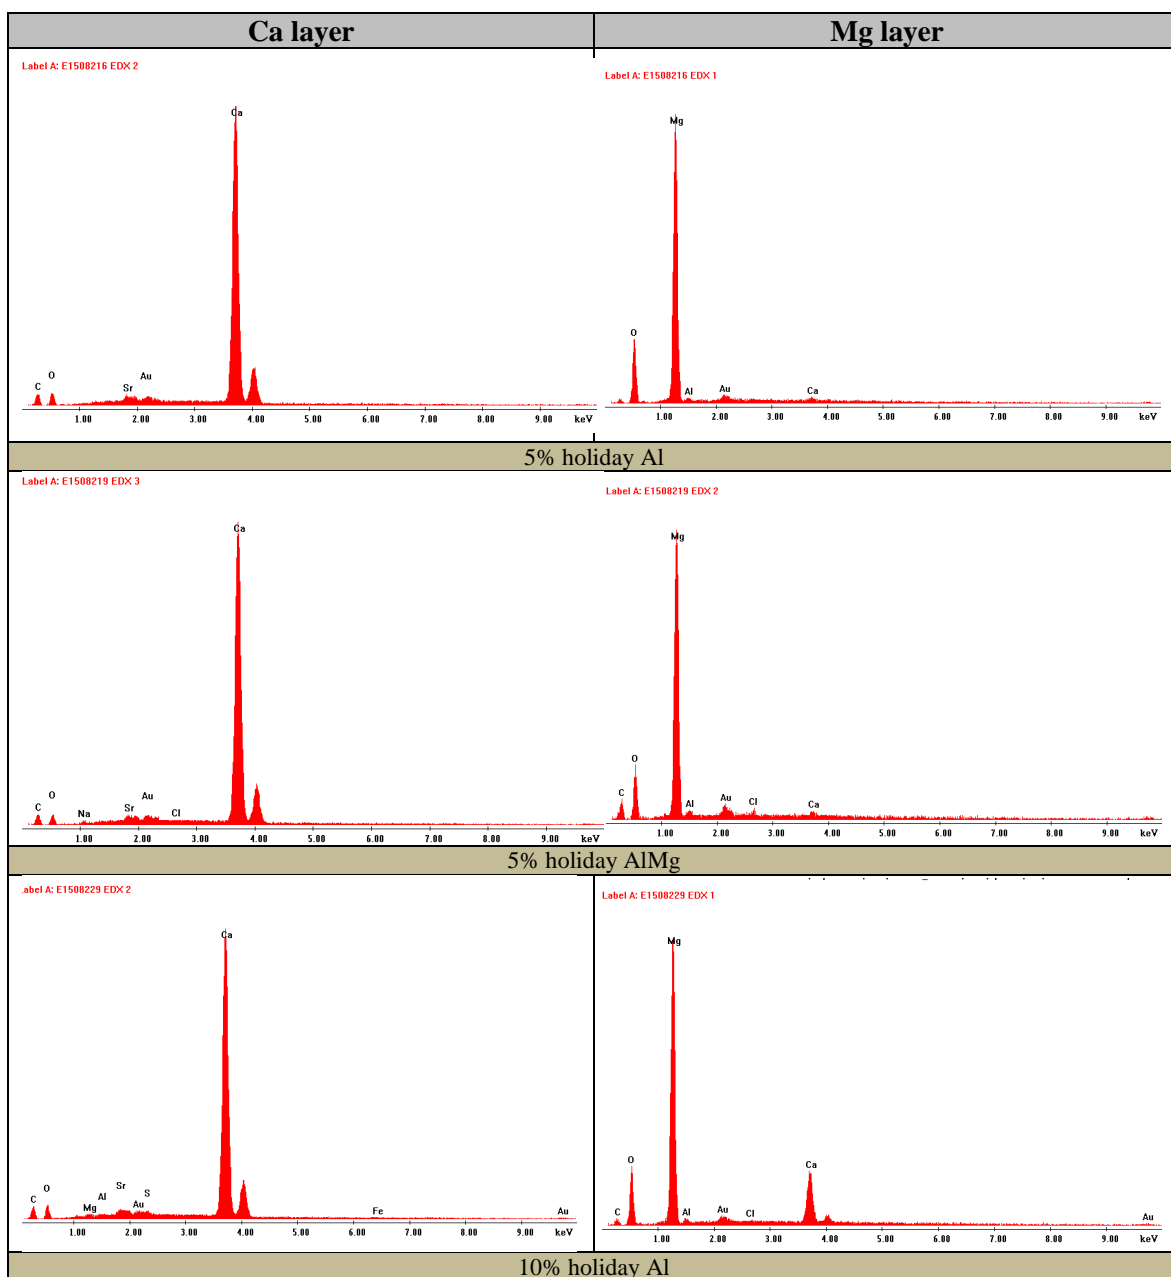 Ca layer
Mg layer
Label A: E1508216 EDX 2
Ca
C
O
Sr
Au
1.00 2.00 3.00 4.00 5.00 6.00 7.00 8.00 9.00 keV
Label A: E1508216 EDX 1
Mg
O
Al
Au
Ca
1.00 2.00 3.00 4.00 5.00 6.00 7.00 8.00 9.00 keV
5% holiday Al
Label A: E1508219 EDX 3
Ca
C
O
Na
Sr
Au
Cl
1.00 2.00 3.00 4.00 5.00 6.00 7.00 8.00 9.00 keV
Label A: E1508219 EDX 2
Mg
O
C
Al
Au
Cl
Ca
1.00 2.00 3.00 4.00 5.00 6.00 7.00 8.00 9.00 keV
5% holiday AlMg
abel A: E1508229 EDX 2
Ca
C
O
Mg
Al
Sr
Au
S
Fe
Au
1.00 2.00 3.00 4.00 5.00 6.00 7.00 8.00 9.00 keV
Label A: E1508229 EDX 1
Mg
O
C
Al
Au
Cl
Ca
Au
1.00 2.00 3.00 4.00 5.00 6.00 7.00 8.00 9.00 keV
10% holiday Al